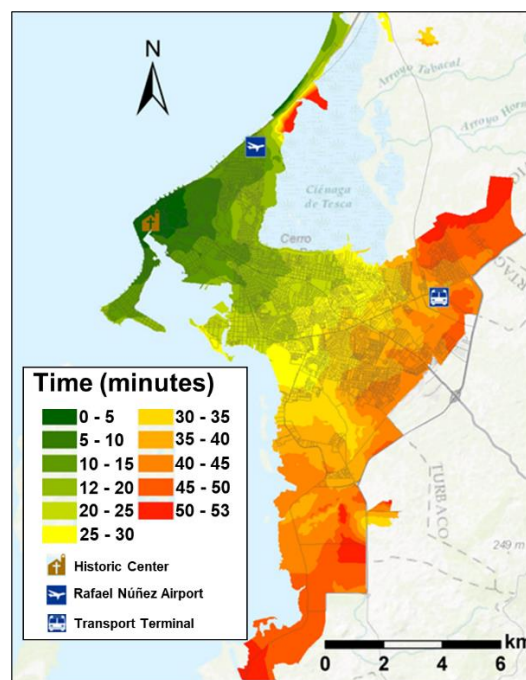 N
Arroyo Tabacal
Arroyo Horn
Ciénaga
de Tesca
Cerro
TURBACO
249 m
Time (minutes)
0 - 5
5 - 10
10 - 15
12 - 20
20 - 25
25 - 30
30 - 35
35 - 40
40 - 45
45 - 50
50 - 53
Historic Center
Rafael Núñez Airport
Transport Terminal
km
0 2 4 6